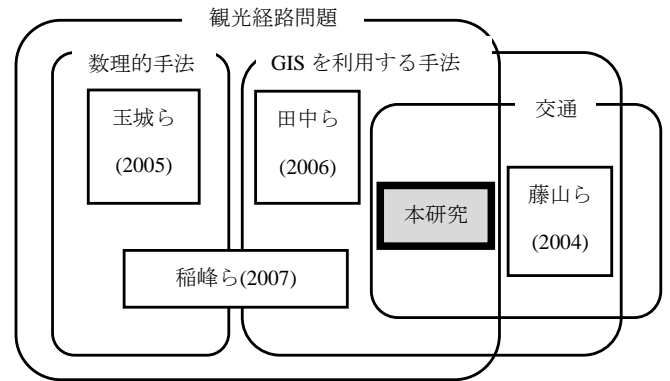 観光経路問題
数理的手法
GIS を利用する手法
交通
玉城ら
(2005)
田中ら
(2006)
本研究
藤山ら
(2004)
稲峰ら(2007)